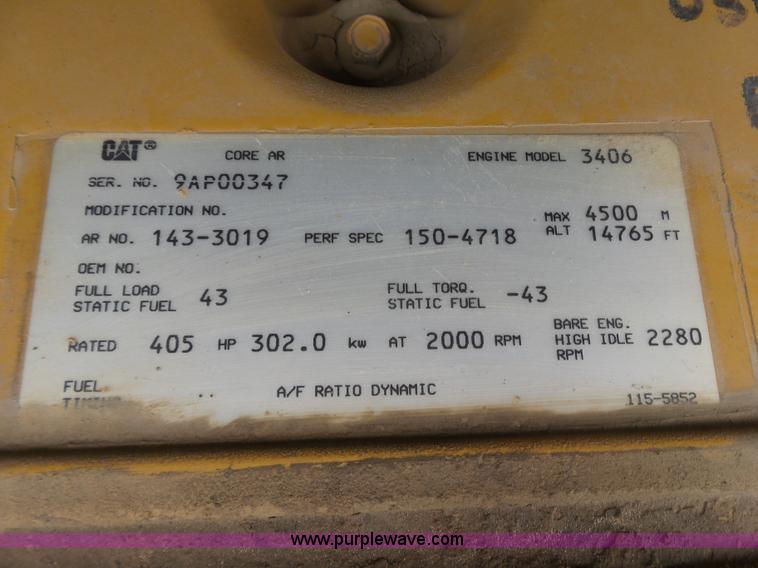 CAT® CORE AR ENGINE MODEL 3406
SER. NO. 9AP00347
MODIFICATION NO. MAX 4500 M
AR NO. 143-3019 PERF SPEC 150-4718 ALT 14765 FT
OEM NO.
FULL LOAD STATIC FUEL 43 FULL TORQ. STATIC FUEL -43
RATED 405 HP 302.0 kw AT 2000 RPM BARE ENG. HIGH IDLE RPM 2280
FUEL TIMING A/F RATIO DYNAMIC 115-5852
www.purplewave.com